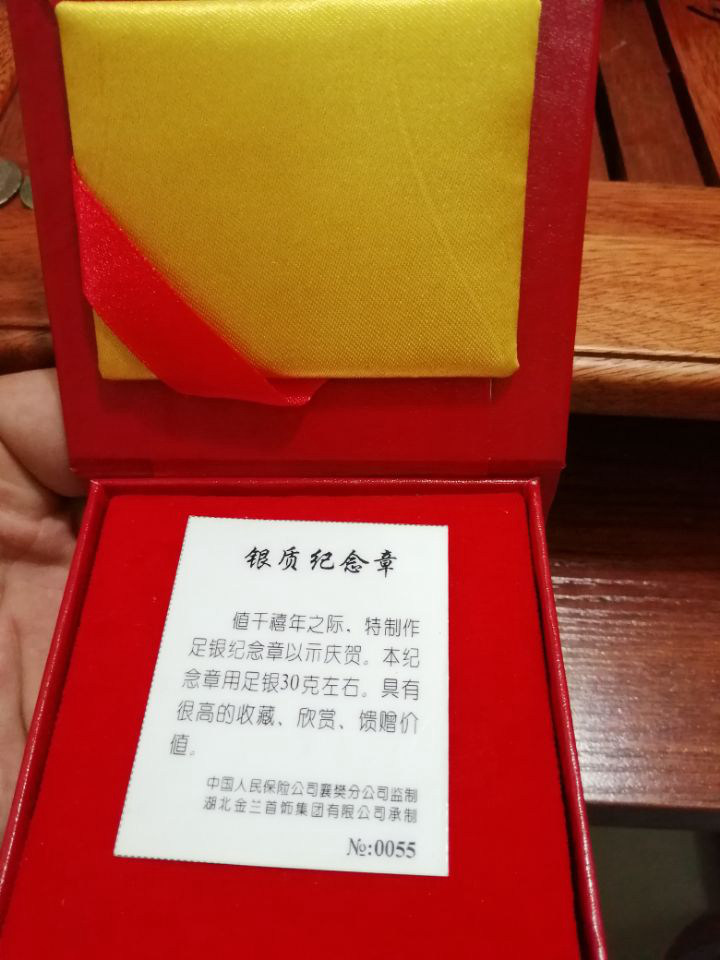 银质纪念章
值千禧年之际、特制作
足银纪念章以示庆贺。本纪
念章用足银30克左右。具有
很高的收藏、欣赏、馈赠价
值。
中国人民保险公司襄樊分公司监制
湖北金兰首饰集团有限公司承制
№:0055